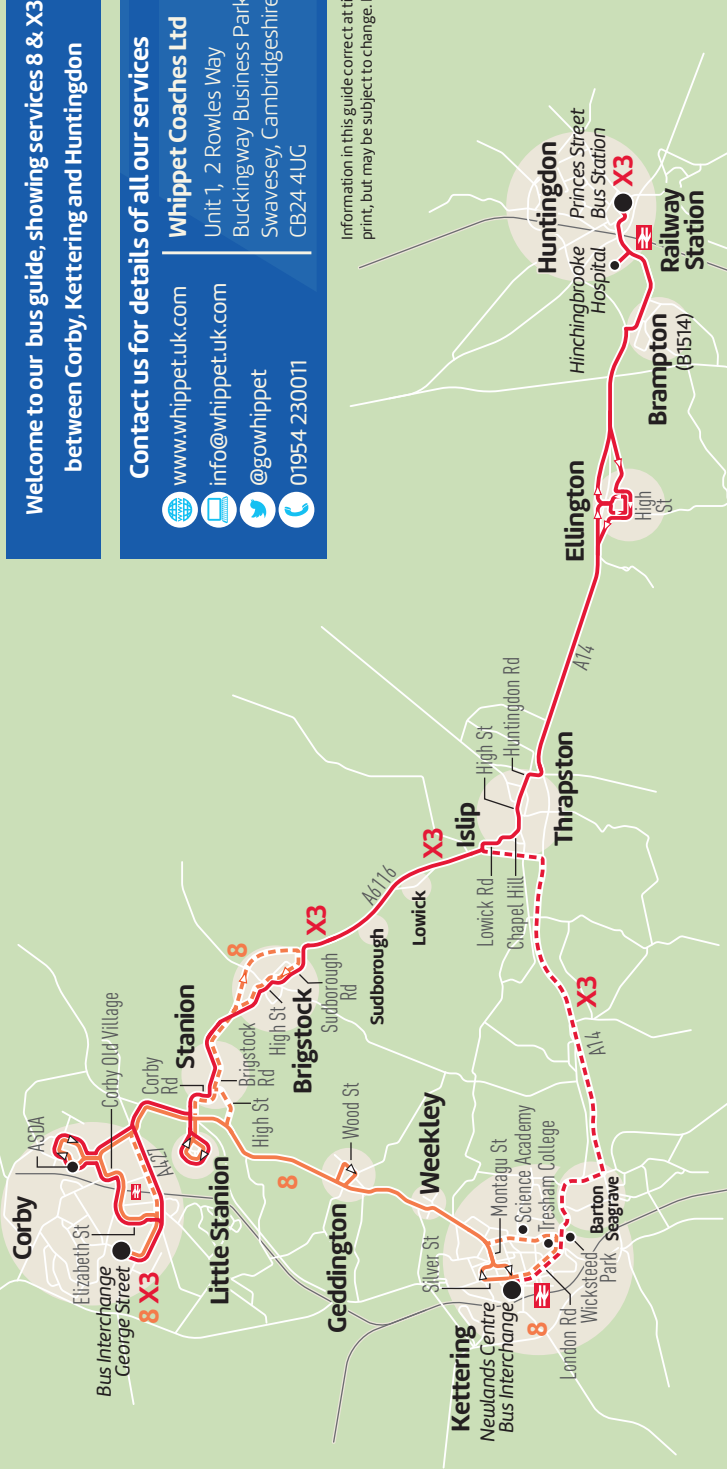 Welcome to our bus guide, showing services 8 & X3
between Corby, Kettering and Huntingdon
Contact us for details of all our services
www.whippet.uk.com
info@whippet.uk.com
@gowhippet
01954 230011
Whippet Coaches Ltd
Unit 1, 2 Rowles Way
Buckingway Business Park
Swavesey, Cambridgeshire
CB24 4UG
Information in this guide correct at ti
print, but may be subject to change.
Corby
ASDA
Elizabeth St
Bus Interchange
George Street
8 X3
Corby Old Village
A427
Corby
Rd
Stanion
Little Stanion
Brigstock
Rd
High St
8
Brigstock
High St
Sudborough
Rd
X3
Sudborough
A6116
Lowick
X3
Islip
Lowick Rd
Chapel Hill
High St
Huntingdon Rd
Thrapston
A14
Ellington
High
St
Brampton
(B1514)
Huntingdon
Hinchingbrooke
Hospital
Princes Street
Bus Station
X3
Railway
Station
8
Geddington
Wood St
Weekley
Kettering
Newlands Centre
Bus Interchange
Silver St
Montagu St
Science Academy
Tresham College
8
London Rd
Wicksteed
Park
Barton
Seagrave
X3
A14